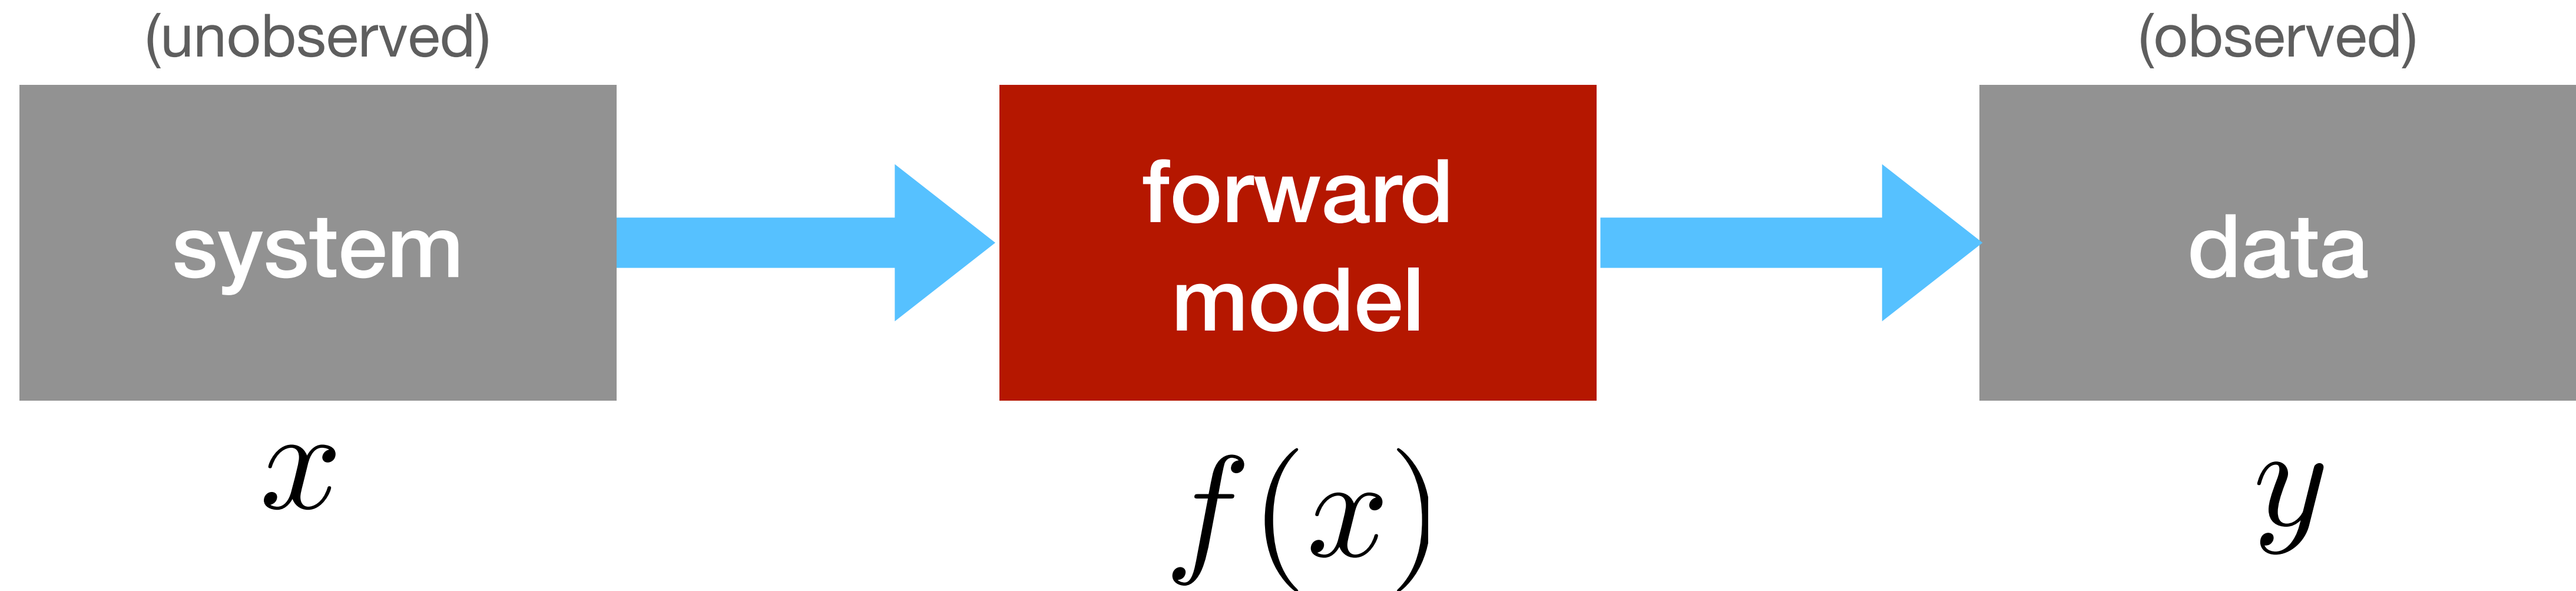 (unobserved)
(observed)
system
forward
model
data
x
f(x)
y